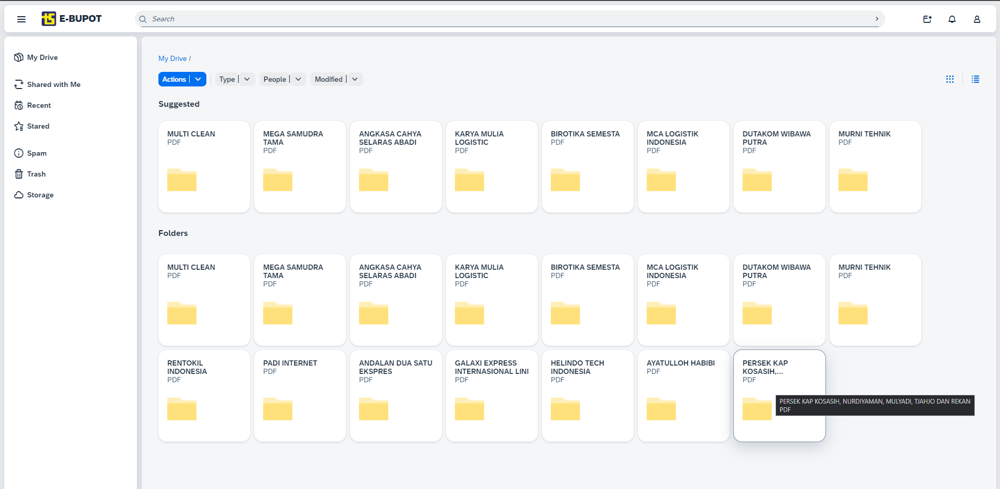 E-BUPOT
Search
My Drive
Shared with Me
Recent
Stared
Spam
Trash
Storage
My Drive /
Actions
Type
People
Modified
Suggested
MULTI CLEAN
PDF
MEGA SAMUDRA
TAMA
PDF
ANGKASA CAHYA
SELARAS ABADI
PDF
KARYA MULIA
LOGISTIC
PDF
BIROTIKA SEMESTA
PDF
MCA LOGISTIK
INDONESIA
PDF
DUTAKOM WIBAWA
PUTRA
PDF
MURNI TEHNIK
PDF
Folders
MULTI CLEAN
PDF
MEGA SAMUDRA
TAMA
PDF
ANGKASA CAHYA
SELARAS ABADI
PDF
KARYA MULIA
LOGISTIC
PDF
BIROTIKA SEMESTA
PDF
MCA LOGISTIK
INDONESIA
PDF
DUTAKOM WIBAWA
PUTRA
PDF
MURNI TEHNIK
PDF
RENTOKIL
INDONESIA
PDF
PADI INTERNET
PDF
ANDALAN DUA SATU
EKSPRES
PDF
GALAXI EXPRESS
INTERNASIONAL LINI
PDF
HELINDO TECH
INDONESIA
PDF
AYATULLOH HABIBI
PDF
PERSEK KAP
KOSASIH,...
PDF
PERSEK KAP KOSASIH, NURDIYAMAN, MULYADI, TJAHJO DAN REKAN
PDF